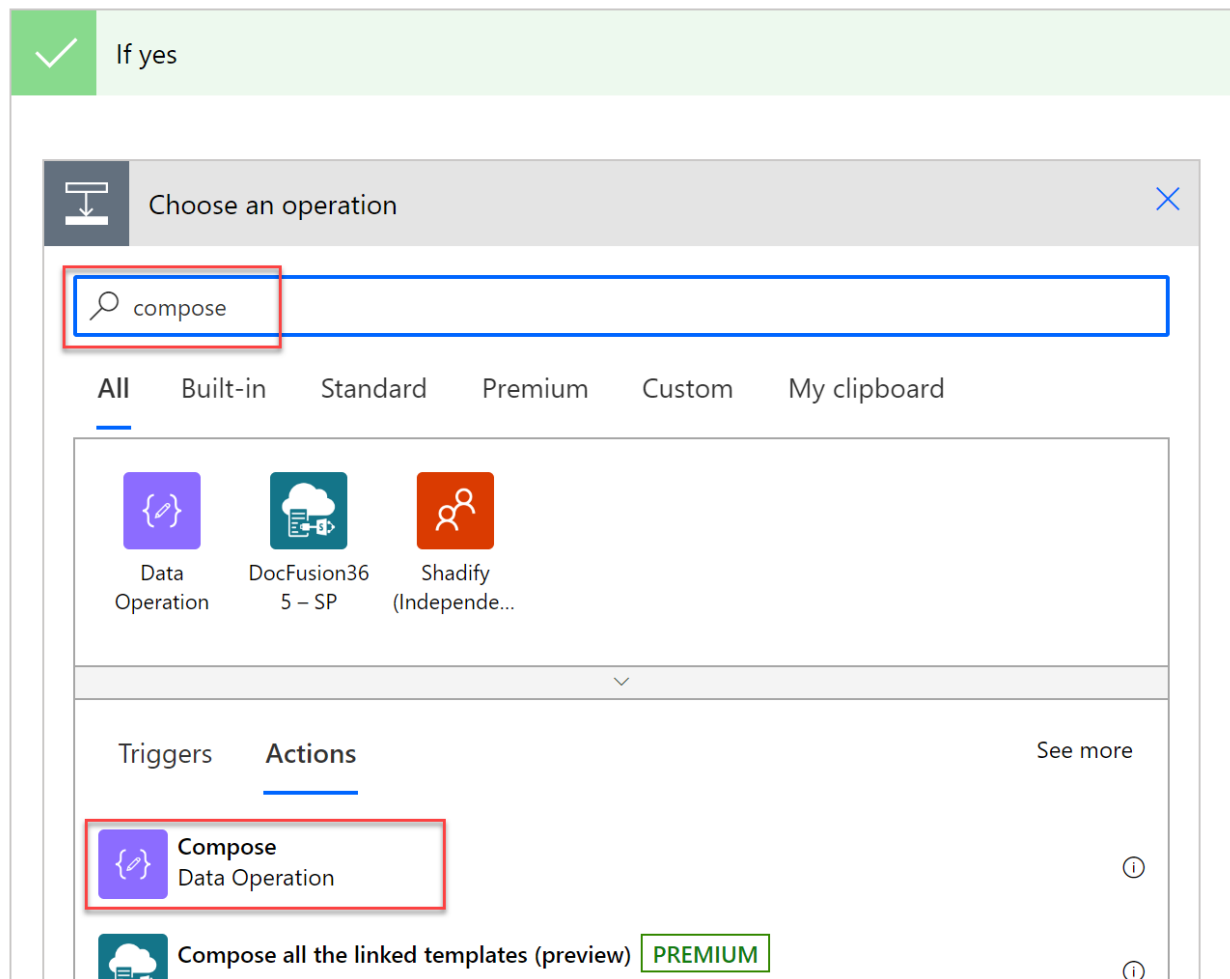 If yes
Choose an operation
compose
All Built-in Standard Premium Custom My clipboard
Data
Operation
DocFusion36
5 – SP
Shadify
(Independe...
Triggers Actions See more
Compose
Data Operation
Compose all the linked templates (preview) PREMIUM